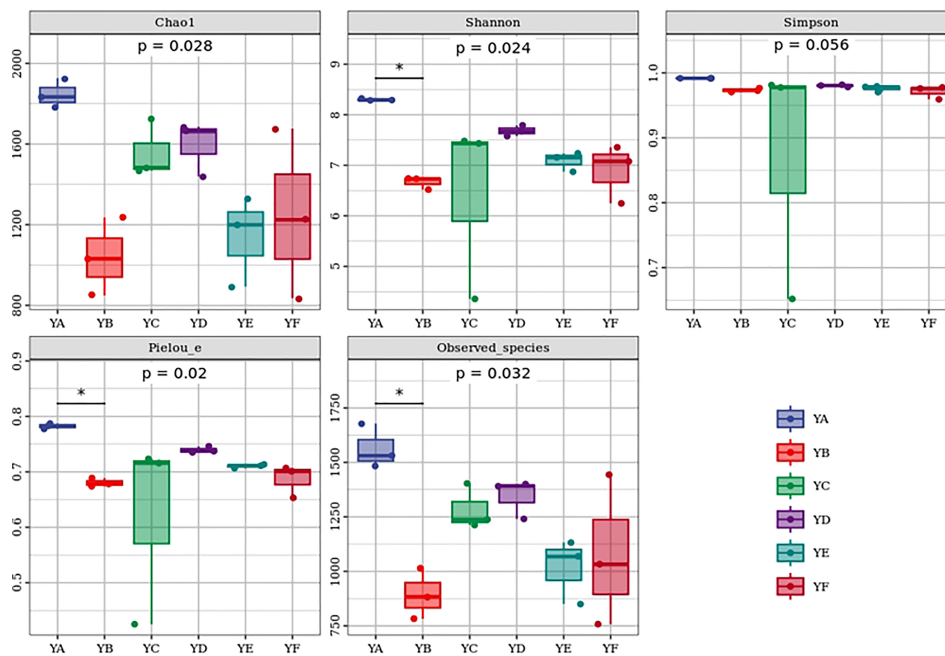 Chao1
p = 0.028
2000
1600
1200
800
YA YB YC YD YE YF
Shannon
p = 0.024
*
9
8
7
6
5
YA YB YC YD YE YF
Simpson
p = 0.056
1.0
0.9
0.8
0.7
YA YB YC YD YE YF
Pielou_e
p = 0.02
*
0.9
0.8
0.7
0.6
0.5
YA YB YC YD YE YF
Observed_species
p = 0.032
*
1750
1500
1250
1000
750
YA YB YC YD YE YF
YA
YB
YC
YD
YE
YF